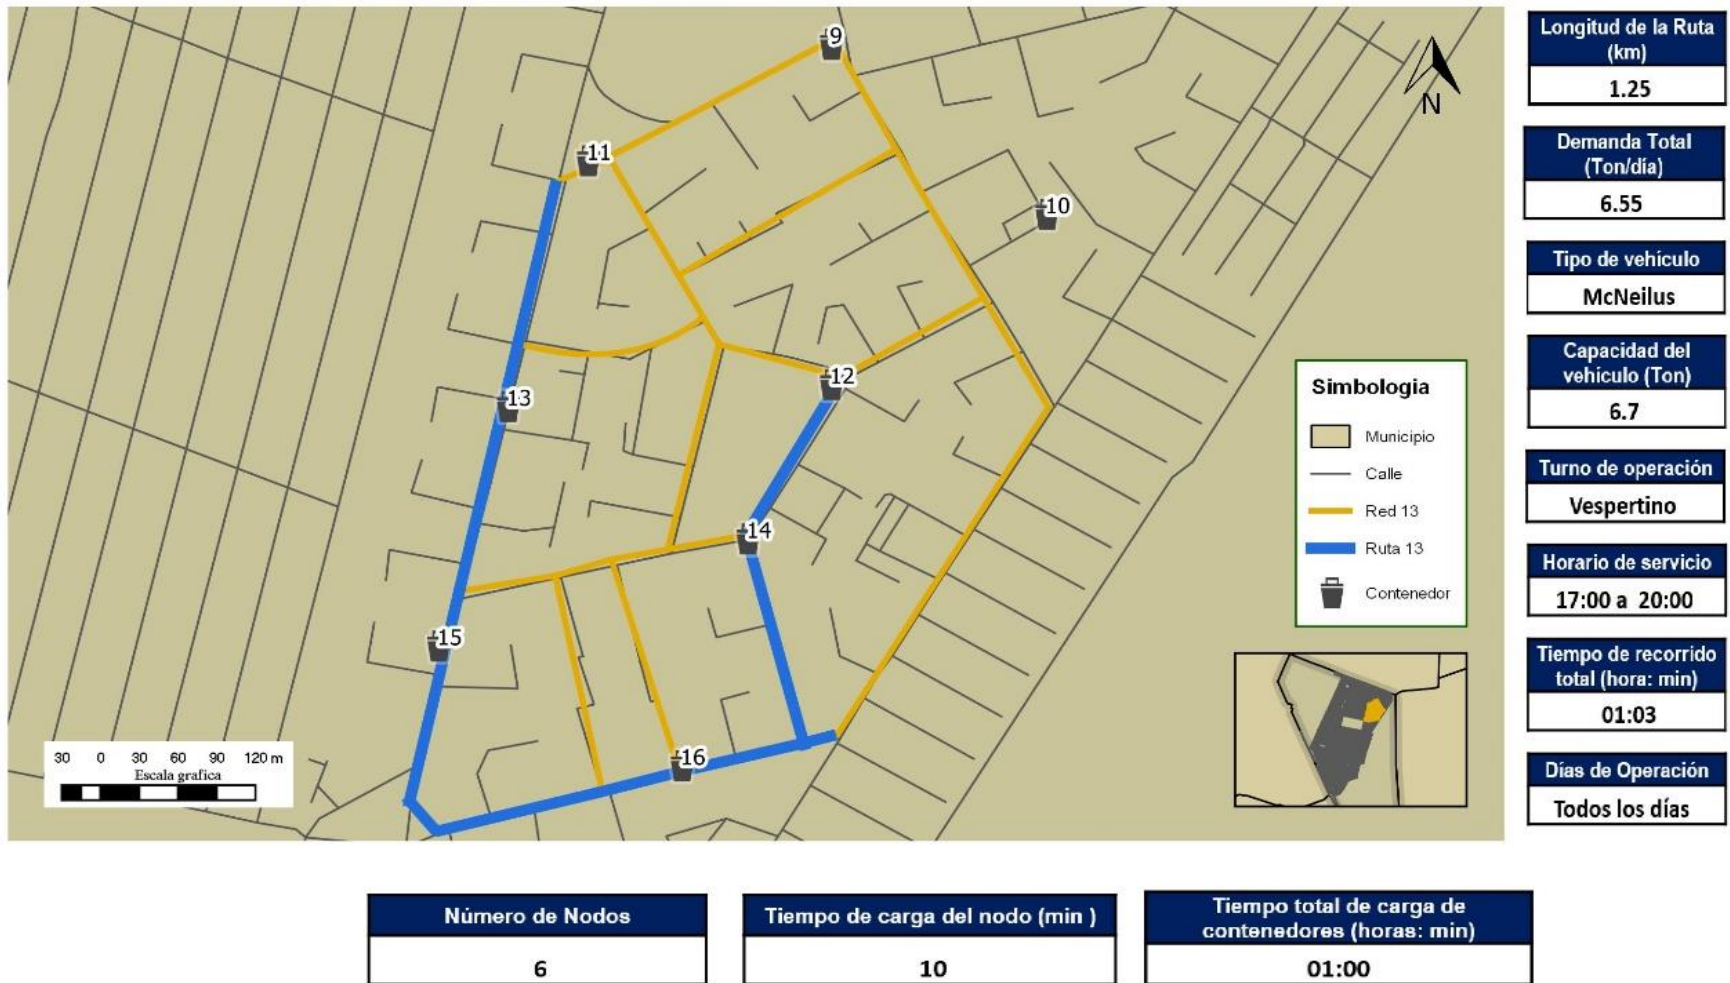 9
11
10
12
13
14
15
16
N
30 0 30 60 90 120 m
Escala grafica
Simbologia
Municipio
Calle
Red 13
Ruta 13
Contenedor
Longitud de la Ruta
(km)
1.25
Demanda Total
(Ton/día)
6.55
Tipo de vehículo
McNeilus
Capacidad del
vehículo (Ton)
6.7
Turno de operación
Vespertino
Horario de servicio
17:00 a 20:00
Tiempo de recorrido
total (hora: min)
01:03
Días de Operación
Todos los días
Número de Nodos
6
Tiempo de carga del nodo (min )
10
Tiempo total de carga de
contenedores (horas: min)
01:00